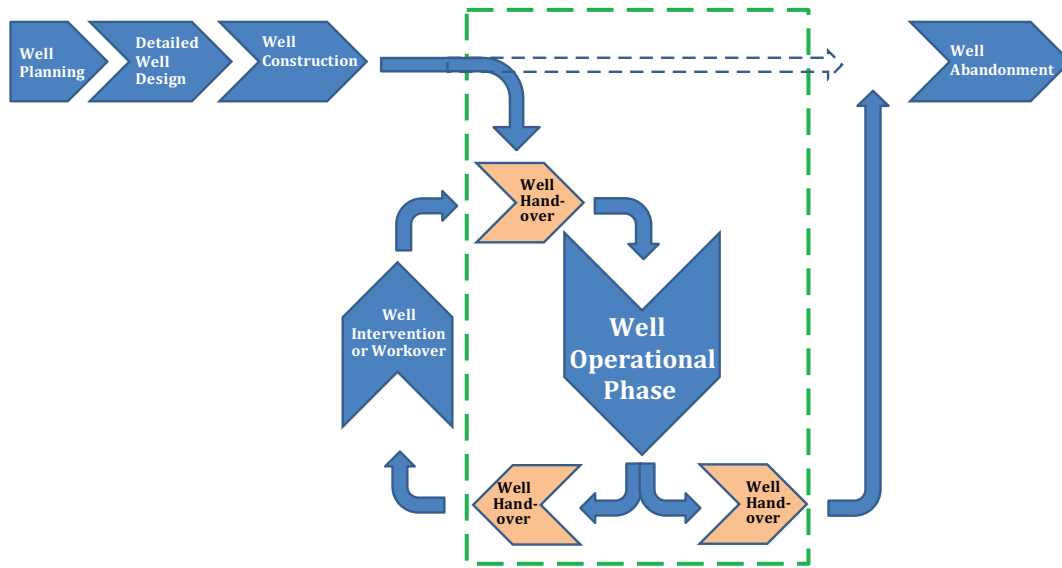 Well
Planning
Detailed
Well
Design
Well
Construction
Well
Abandonment
Well
Hand-
over
Well
Intervention
or Workover
Well
Operational
Phase
Well
Hand-
over
Well
Hand-
over